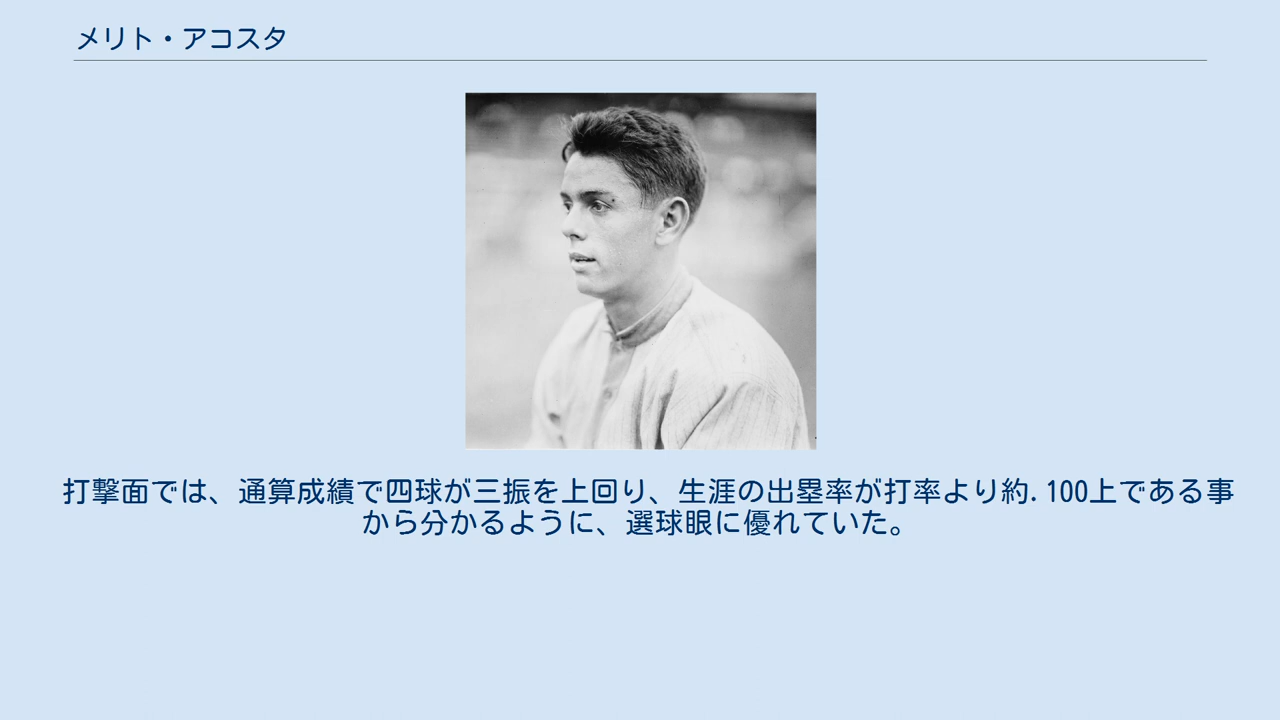 メリト・アコスタ
打撃面では、通算成績で四球が三振を上回り、生涯の出塁率が打率より約.100上である事
から分かるように、選球眼に優れていた。